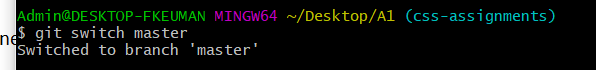 Admin@DESKTOP-FKEUMAN MINGW64 ~/Desktop/A1 (css-assignments)
$ git switch master
Switched to branch 'master'